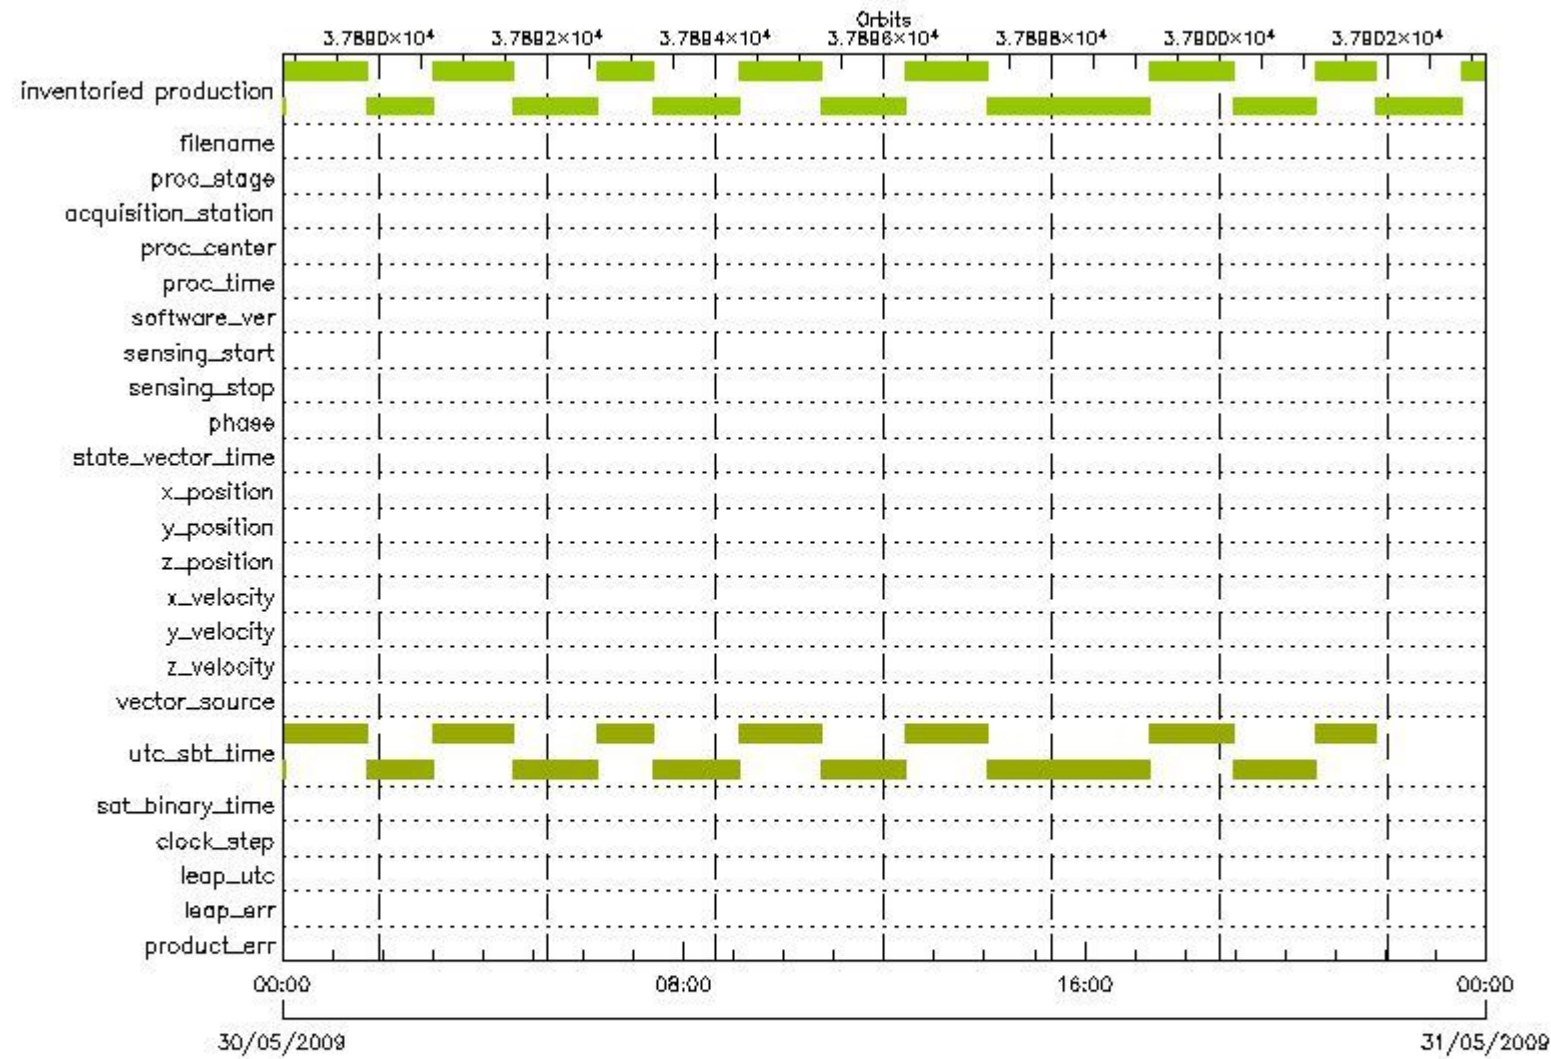 Orbits
3.7890×10⁴ 3.7892×10⁴ 3.7894×10⁴ 3.7896×10⁴ 3.7898×10⁴ 3.7900×10⁴ 3.7902×10⁴
inventoried production
filename
proc_stage
acquisition_station
proc_center
proc_time
software_ver
sensing_start
sensing_stop
phase
state_vector_time
x_position
y_position
z_position
x_velocity
y_velocity
z_velocity
vector_source
utc_sbt_time
sat_binary_time
clock_step
leap_utc
leap_err
product_err
00:00 08:00 16:00 00:00
30/05/2009 31/05/2009